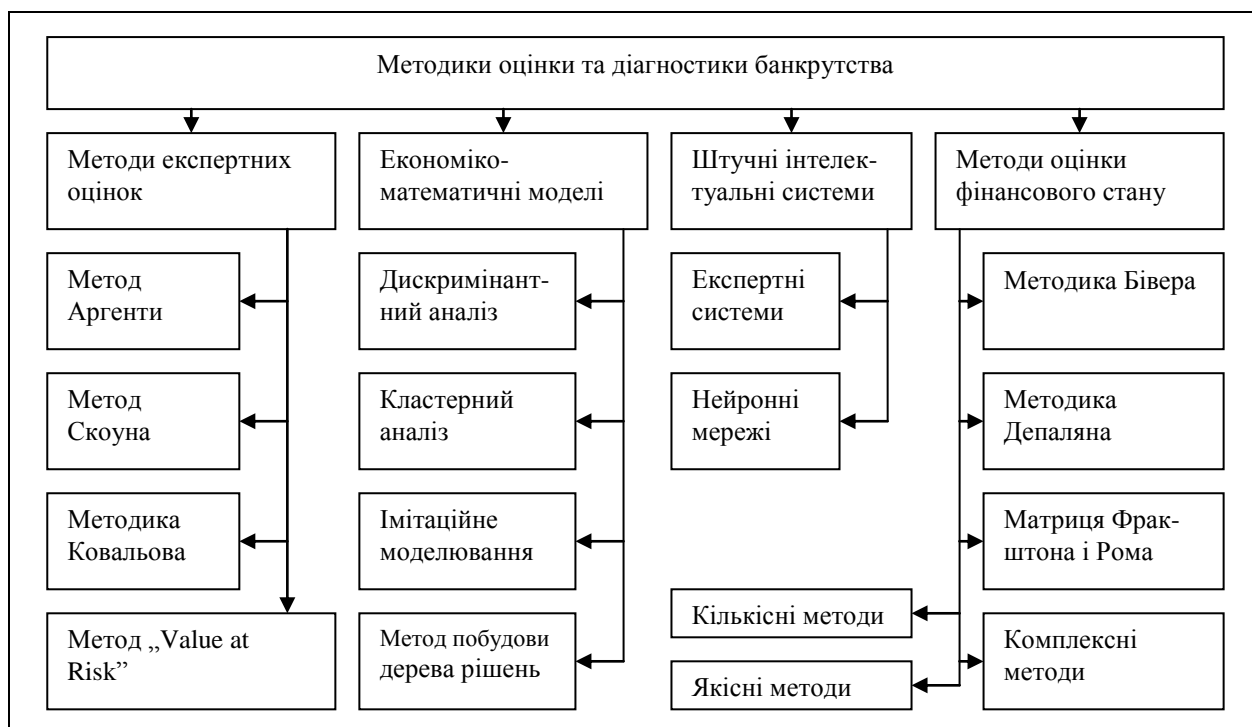 Методики оцінки та діагностики банкрутства
Методи експертних
оцінок
Економіко-
математичні моделі
Штучні інтелек-
туальні системи
Методи оцінки
фінансового стану
Метод
Аргенти
Дискримінант-
ний аналіз
Експертні
системи
Методика Бівера
Метод
Скоуна
Кластерний
аналіз
Нейронні
мережі
Методика
Депаляна
Методика
Ковальова
Імітаційне
моделювання
Матриця Фрак-
штона і Рома
Метод „Value at
Risk”
Метод побудови
дерева рішень
Кількісні методи
Якісні методи
Комплексні
методи